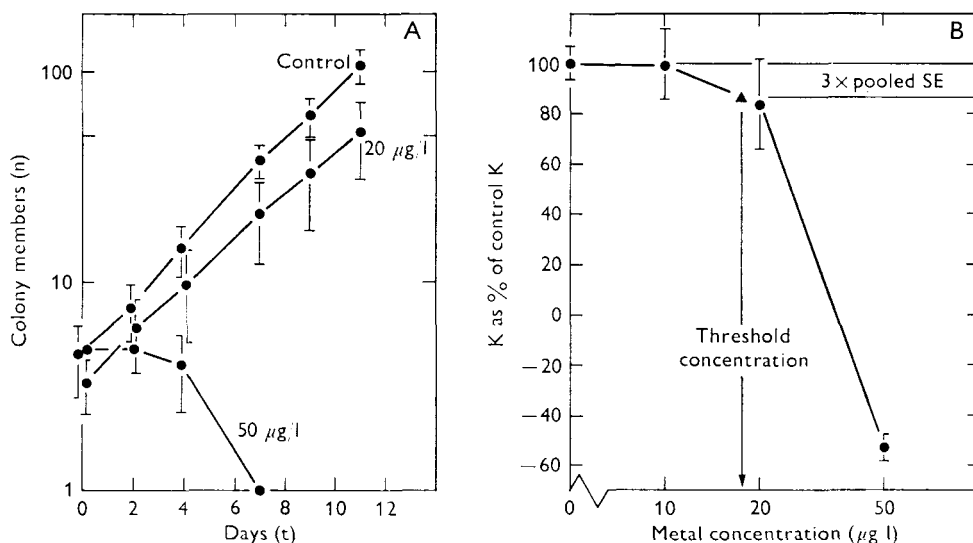 A
100
10
1
Colony members (n)
Control
20 µg/l
50 µg/l
0 2 4 6 8 10 12
Days (t)
B
100
80
60
40
20
0
−20
−40
−60
K as % of control K
3 × pooled SE
Threshold
concentration
0 10 20 50
Metal concentration (µg l)